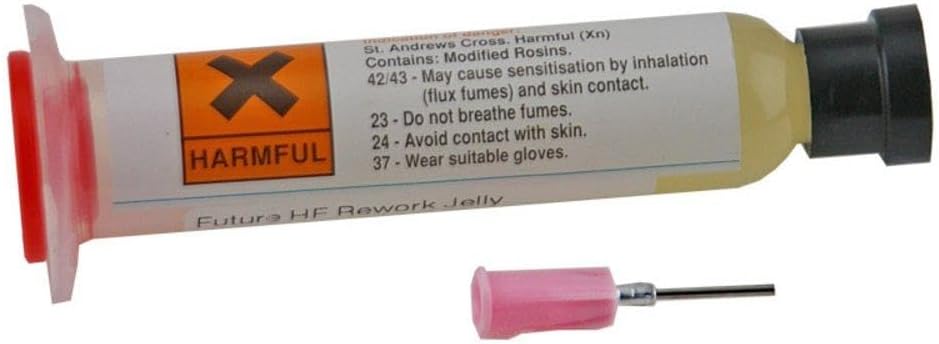 Indication of danger:
St. Andrews Cross. Harmful (Xn)
Contains: Modified Rosins.
42/43 - May cause sensitisation by inhalation
(flux fumes) and skin contact.
23 - Do not breathe fumes.
24 - Avoid contact with skin.
37 - Wear suitable gloves.
HARMFUL
Future HF Rework Jelly